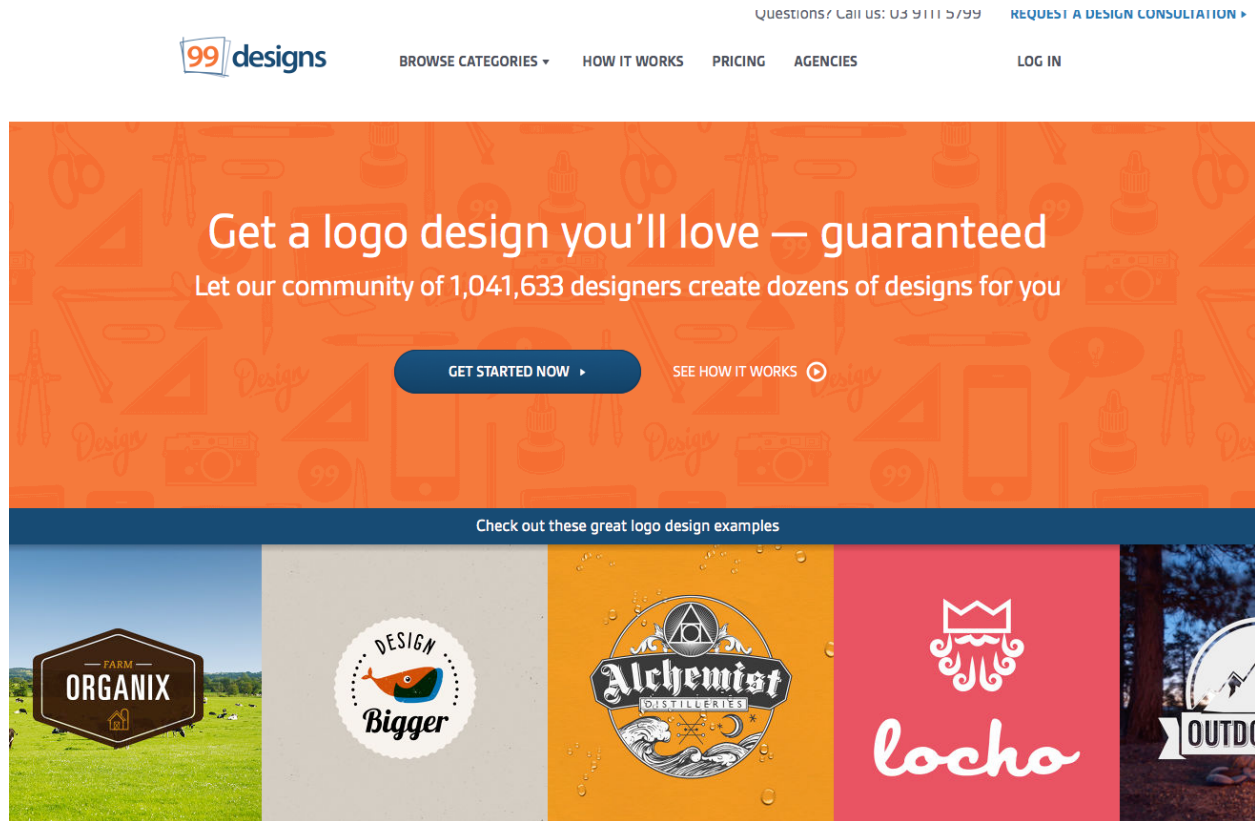 Questions? Call us: 03 9111 5799 REQUEST A DESIGN CONSULTATION
99 designs
BROWSE CATEGORIES HOW IT WORKS PRICING AGENCIES LOG IN
Get a logo design you'll love — guaranteed
Let our community of 1,041,633 designers create dozens of designs for you
GET STARTED NOW SEE HOW IT WORKS
Check out these great logo design examples
FARM
ORGANIX
DESIGN
Bigger
Alchemist
DISTILLERIES
locho